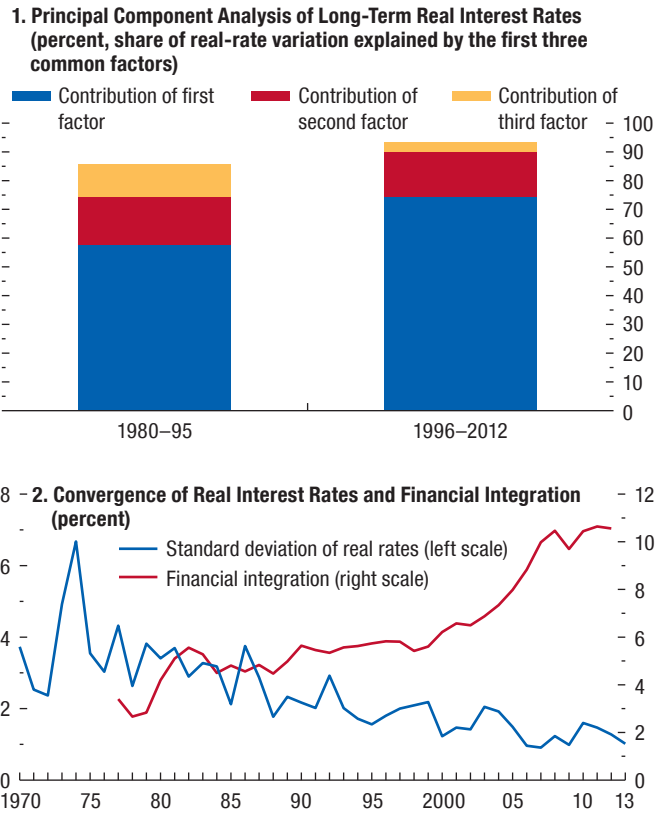 1. Principal Component Analysis of Long-Term Real Interest Rates
(percent, share of real-rate variation explained by the first three
common factors)
Contribution of first
factor
Contribution of
second factor
Contribution of
third factor
100
90
80
70
60
50
40
30
20
10
0
1980–95
1996–2012
2. Convergence of Real Interest Rates and Financial Integration
(percent)
Standard deviation of real rates (left scale)
Financial integration (right scale)
8
6
4
2
0
12
10
8
6
4
2
0
1970 75 80 85 90 95 2000 05 10 13